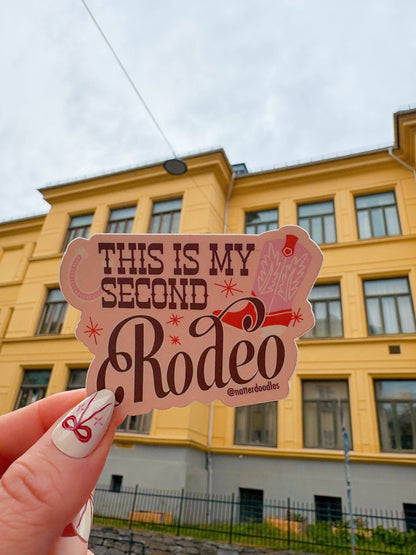 THIS IS MY
SECOND
Rodeo
@natterdoodles